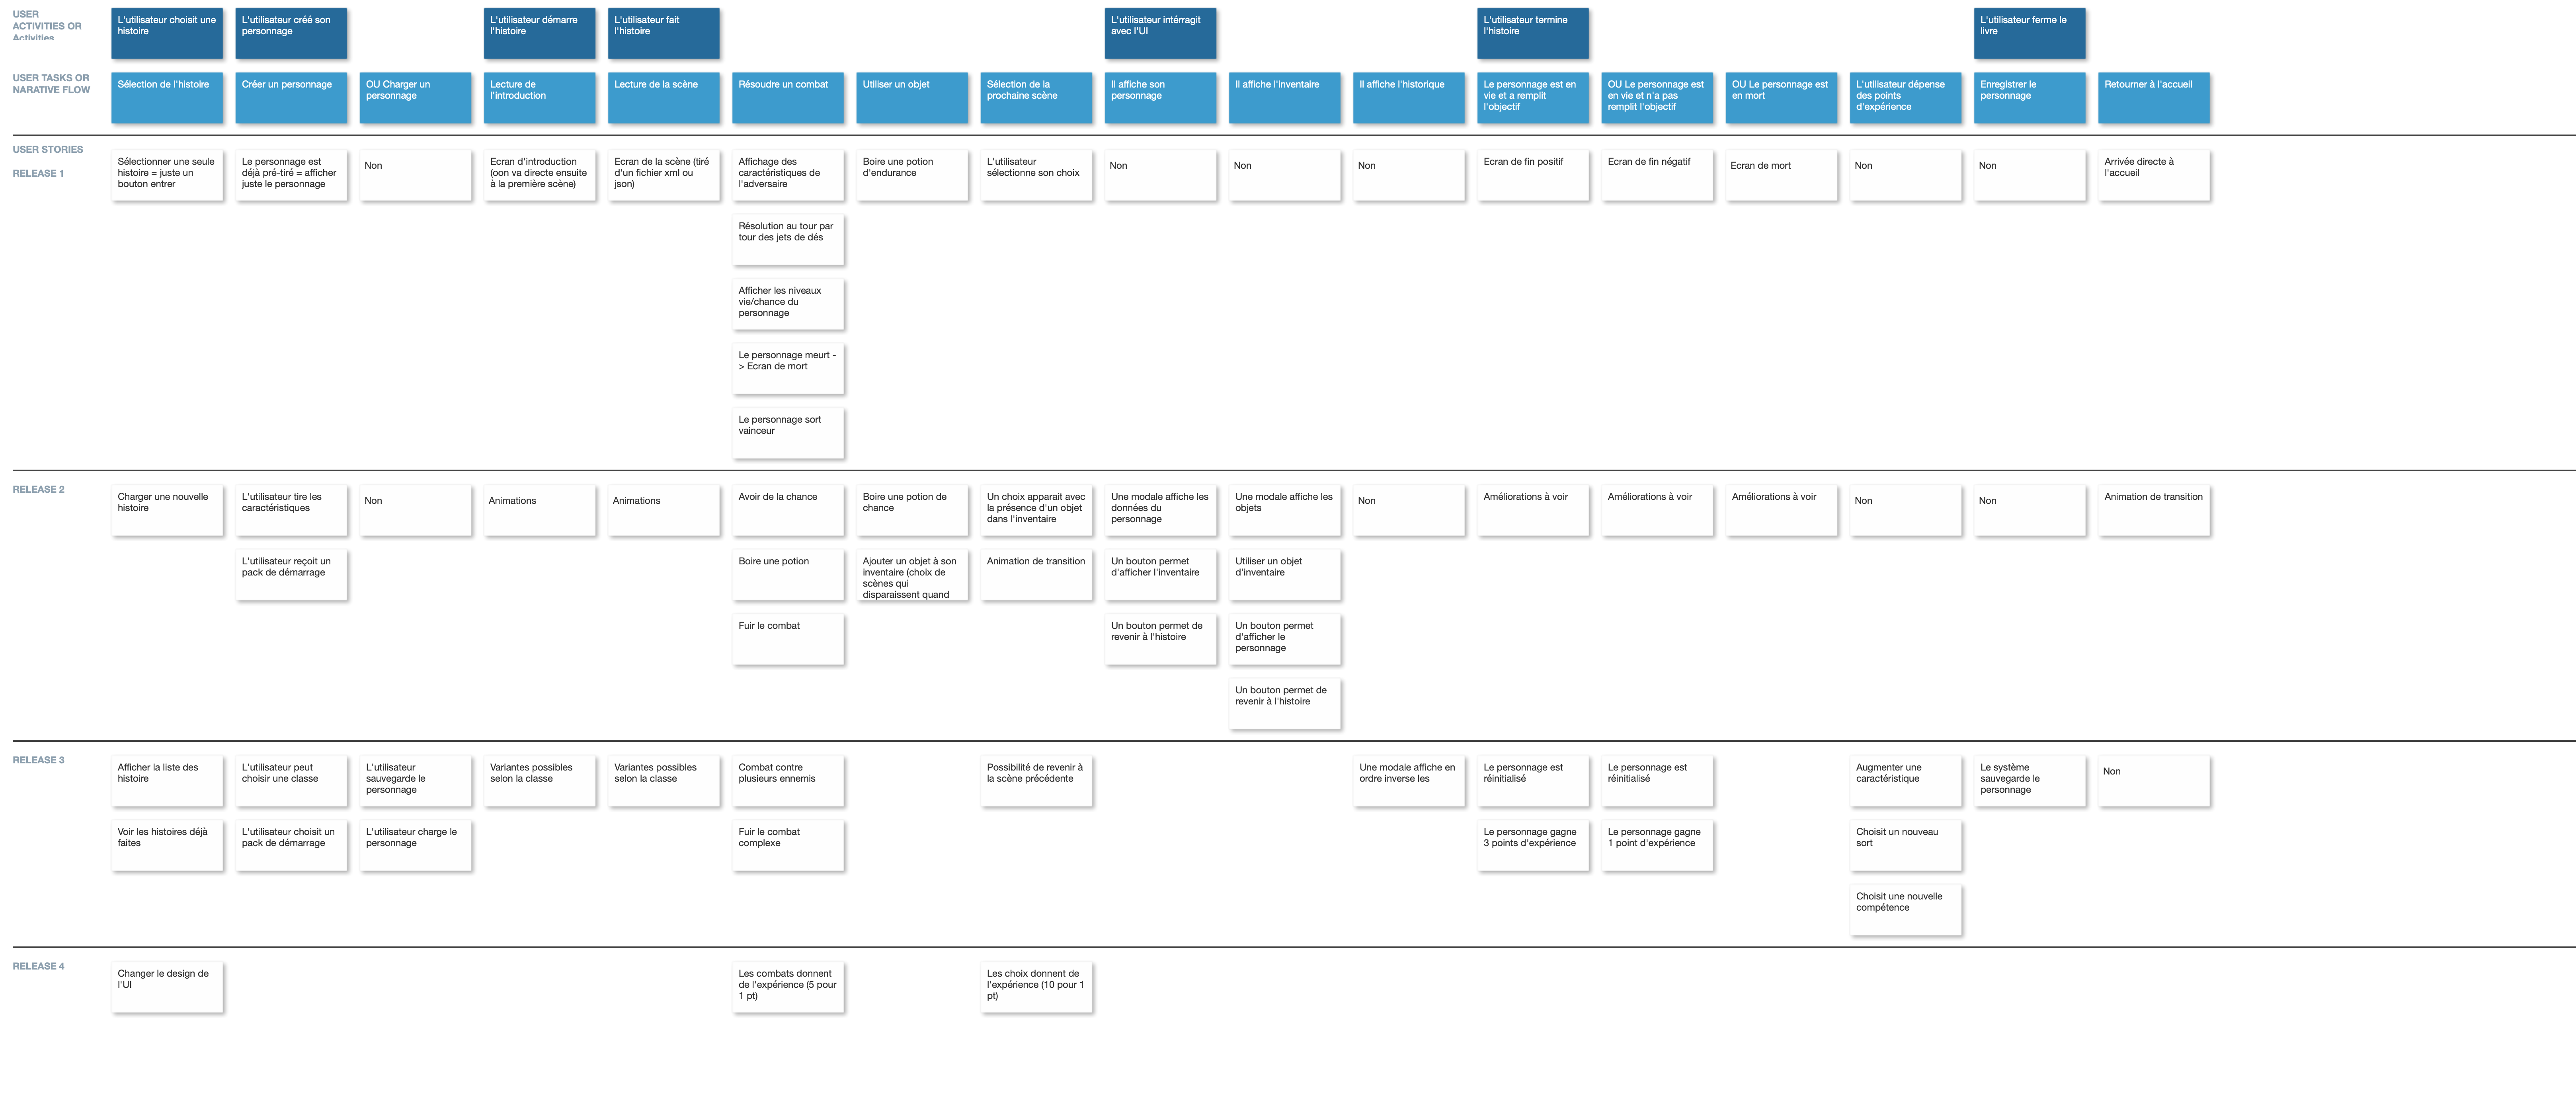 USER
ACTIVITIES OR
Activities
L'utilisateur choisit une
histoire
L'utilisateur créé son
personnage
L'utilisateur démarre
l'histoire
L'utilisateur fait
l'histoire
L'utilisateur intérragit
avec l'UI
L'utilisateur termine
l'histoire
L'utilisateur ferme le
livre
USER TASKS OR
NARATIVE FLOW
Sélection de l'histoire
Créer un personnage
OU Charger un
personnage
Lecture de
l'introduction
Lecture de la scène
Résoudre un combat
Utiliser un objet
Sélection de la
prochaine scène
Il affiche son
personnage
Il affiche l'inventaire
Il affiche l'historique
Le personnage est en
vie et a remplit
l'objectif
OU Le personnage est
en vie et n'a pas
remplit l'objectif
OU Le personnage est
en mort
L'utilisateur dépense
des points
d'expérience
Enregistrer le
personnage
Retourner à l'accueil
USER STORIES
RELEASE 1
Sélectionner une seule
histoire = juste un
bouton entrer
Le personnage est
déjà pré-tiré = afficher
juste le personnage
Non
Ecran d'introduction
(oon va directe ensuite
à la première scène)
Ecran de la scène (tiré
d'un fichier xml ou
json)
Affichage des
caractéristiques de
l'adversaire
Boire une potion
d'endurance
L'utilisateur
sélectionne son choix
Non
Non
Non
Ecran de fin positif
Ecran de fin négatif
Ecran de mort
Non
Non
Arrivée directe à
l'accueil
Résolution au tour par
tour des jets de dés
Afficher les niveaux
vie/chance du
personnage
Le personnage meurt -
> Ecran de mort
Le personnage sort
vainceur
RELEASE 2
Charger une nouvelle
histoire
L'utilisateur tire les
caractéristiques
Non
Animations
Animations
Avoir de la chance
Boire une potion de
chance
Un choix apparait avec
la présence d'un objet
dans l'inventaire
Une modale affiche les
données du
personnage
Une modale affiche les
objets
Non
Améliorations à voir
Améliorations à voir
Améliorations à voir
Non
Non
Animation de transition
L'utilisateur reçoit un
pack de démarrage
Boire une potion
Ajouter un objet à son
inventaire (choix de
scènes qui
disparaissent quand
Animation de transition
Un bouton permet
d'afficher l'inventaire
Utiliser un objet
d'inventaire
Fuir le combat
Un bouton permet de
revenir à l'histoire
Un bouton permet
d'afficher le
personnage
Un bouton permet de
revenir à l'histoire
RELEASE 3
Afficher la liste des
histoire
L'utilisateur peut
choisir une classe
L'utilisateur
sauvegarde le
personnage
Variantes possibles
selon la classe
Variantes possibles
selon la classe
Combat contre
plusieurs ennemis
Possibilité de revenir à
la scène précédente
Une modale affiche en
ordre inverse les
Le personnage est
réinitialisé
Le personnage est
réinitialisé
Augmenter une
caractéristique
Le système
sauvegarde le
personnage
Non
Voir les histoires déjà
faites
L'utilisateur choisit un
pack de démarrage
L'utilisateur charge le
personnage
Fuir le combat
complexe
Le personnage gagne
3 points d'expérience
Le personnage gagne
1 point d'expérience
Choisit un nouveau
sort
Choisit une nouvelle
compétence
RELEASE 4
Changer le design de
l'UI
Les combats donnent
de l'expérience (5 pour
1 pt)
Les choix donnent de
l'expérience (10 pour 1
pt)